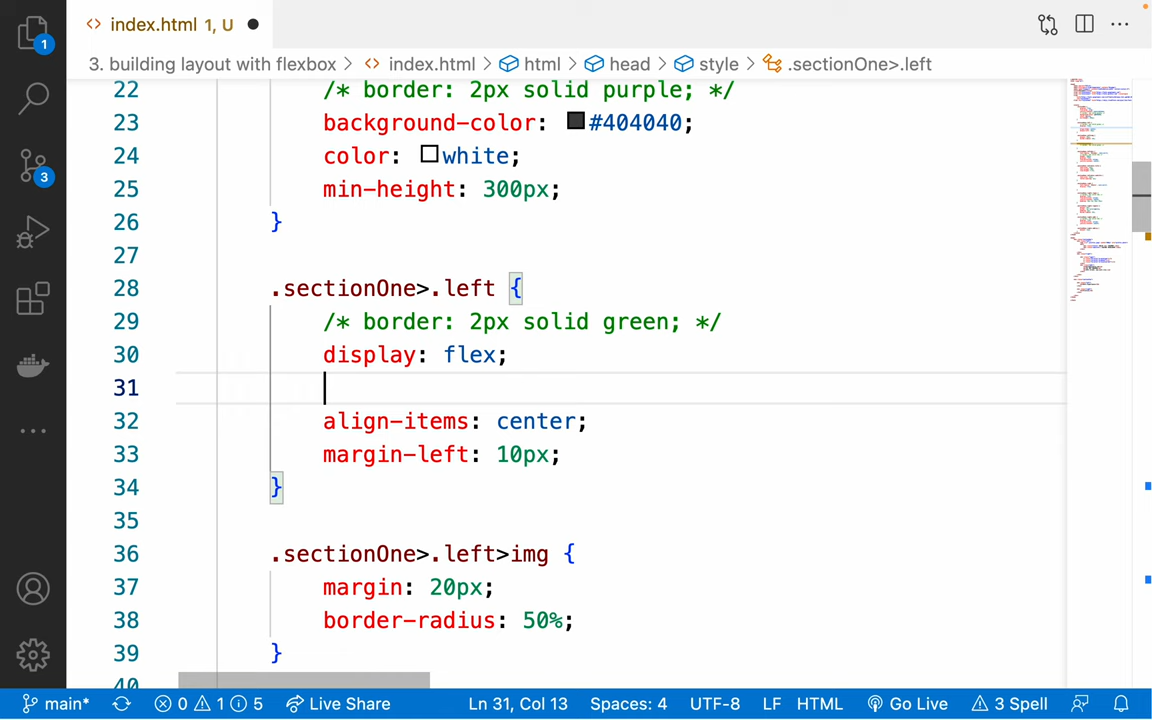 index.html 1, U
3. building layout with flexbox > index.html > html > head > style > .sectionOne>.left
22 /* border: 2px solid purple; */
23 background-color: #404040;
24 color: white;
25 min-height: 300px;
26 }
27
28 .sectionOne>.left {
29 /* border: 2px solid green; */
30 display: flex;
31
32 align-items: center;
33 margin-left: 10px;
34 }
35
36 .sectionOne>.left>img {
37 margin: 20px;
38 border-radius: 50%;
39 }
40
1
3
main* 0 1 5 Live Share Ln 31, Col 13 Spaces: 4 UTF-8 LF HTML Go Live 3 Spell